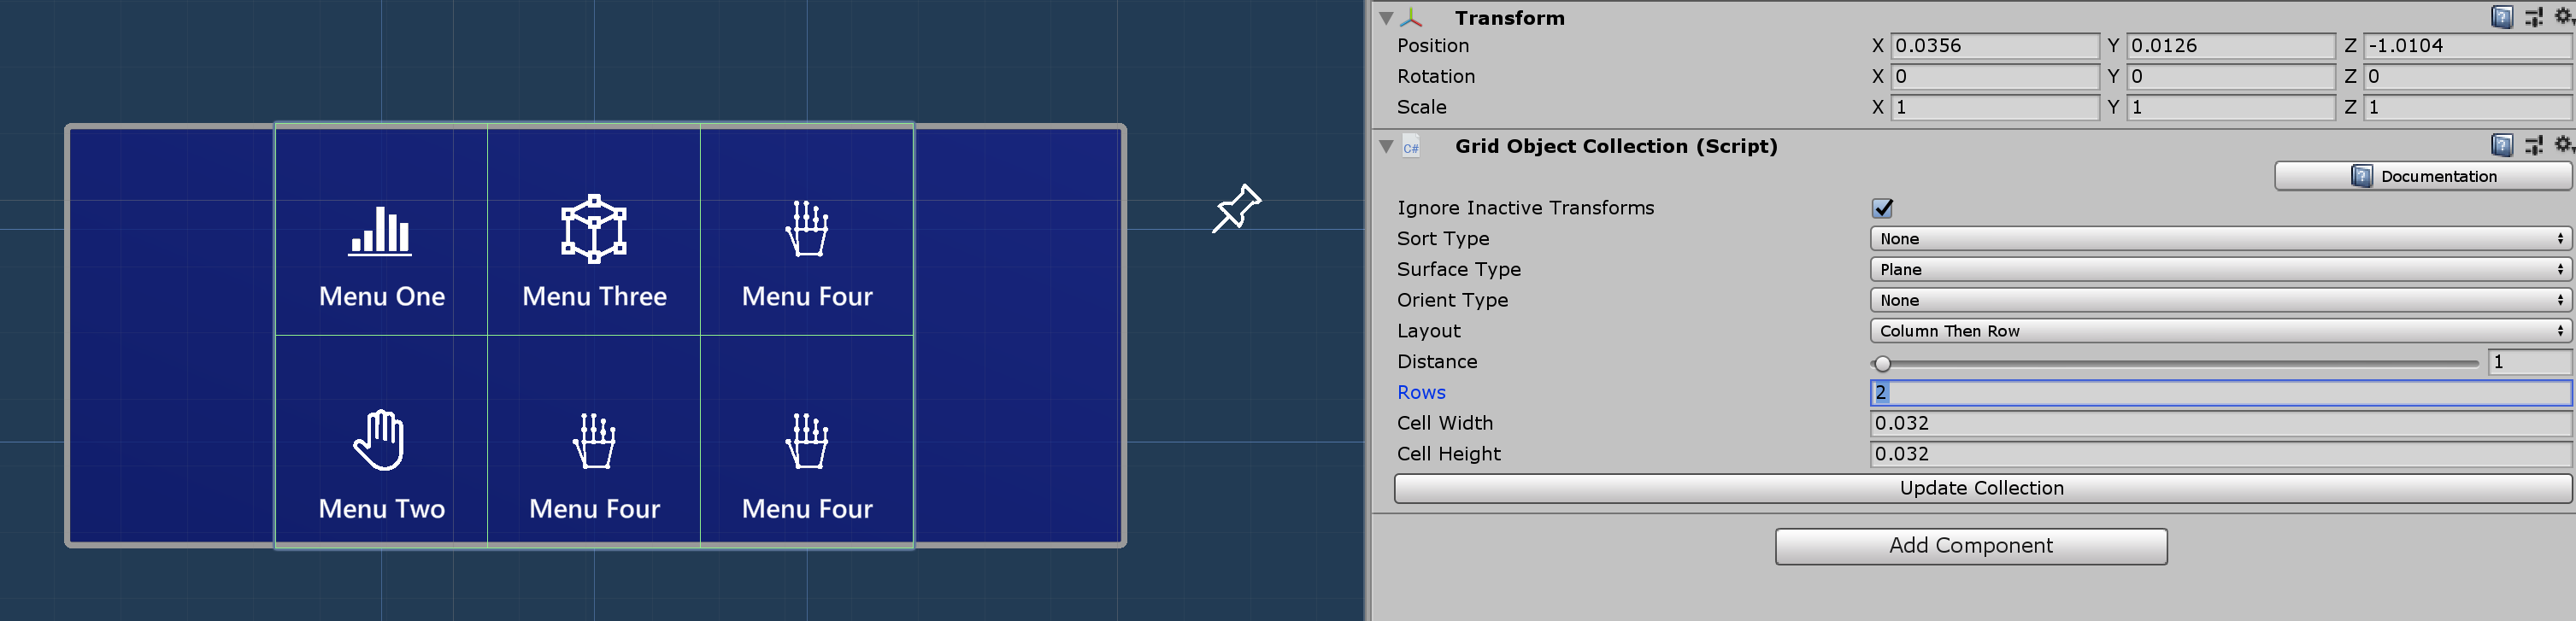 Menu One
Menu Three
Menu Four
Menu Two
Menu Four
Menu Four
Transform
Position X 0.0356 Y 0.0126 Z -1.0104
Rotation X 0 Y 0 Z 0
Scale X 1 Y 1 Z 1
C# Grid Object Collection (Script)
Documentation
Ignore Inactive Transforms
Sort Type None
Surface Type Plane
Orient Type None
Layout Column Then Row
Distance 1
Rows 2
Cell Width 0.032
Cell Height 0.032
Update Collection
Add Component